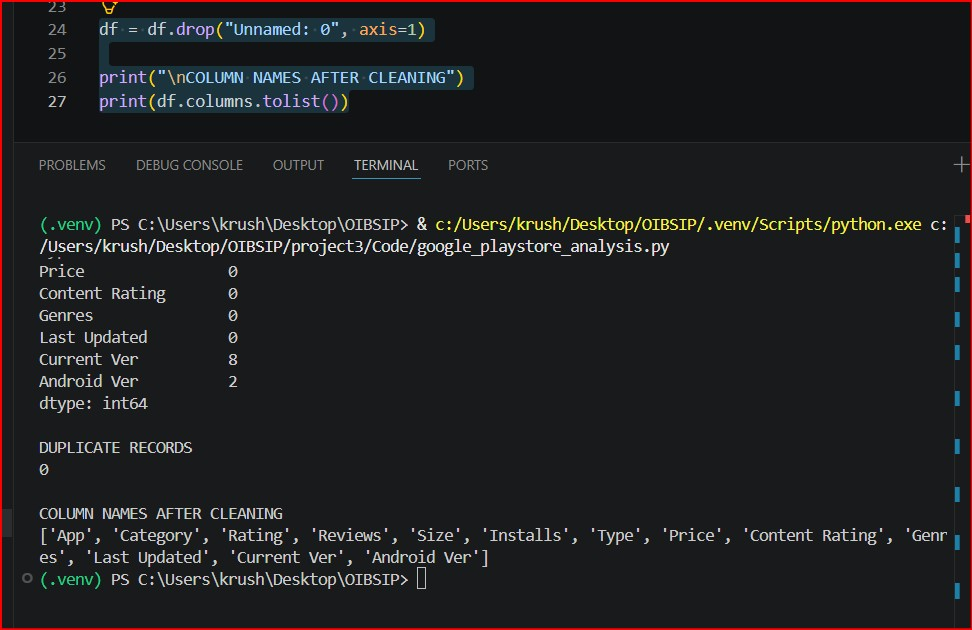 23
24 df = df.drop("Unnamed: 0", axis=1)
25
26 print("\nCOLUMN NAMES AFTER CLEANING")
27 print(df.columns.tolist())
PROBLEMS DEBUG CONSOLE OUTPUT TERMINAL PORTS
(.venv) PS C:\Users\krush\Desktop\OIBSIP> & c:/Users/krush/Desktop/OIBSIP/.venv/Scripts/python.exe c:
/Users/krush/Desktop/OIBSIP/project3/Code/google_playstore_analysis.py
Price 0
Content Rating 0
Genres 0
Last Updated 0
Current Ver 8
Android Ver 2
dtype: int64
DUPLICATE RECORDS
0
COLUMN NAMES AFTER CLEANING
['App', 'Category', 'Rating', 'Reviews', 'Size', 'Installs', 'Type', 'Price', 'Content Rating', 'Genr
es', 'Last Updated', 'Current Ver', 'Android Ver']
(.venv) PS C:\Users\krush\Desktop\OIBSIP>